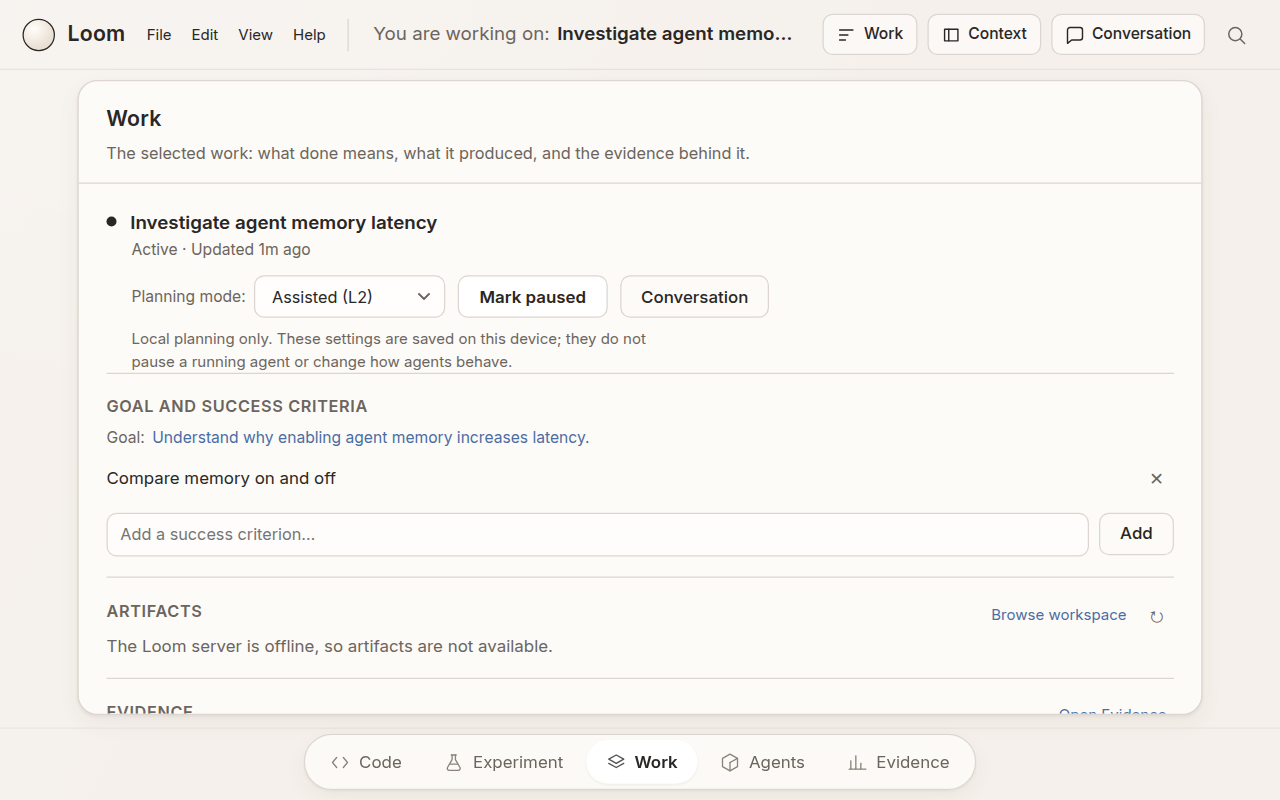 Loom File Edit View Help You are working on: Investigate agent memo... Work Context Conversation
Work
The selected work: what done means, what it produced, and the evidence behind it.
Investigate agent memory latency
Active · Updated 1m ago
Planning mode: Assisted (L2) Mark paused Conversation
Local planning only. These settings are saved on this device; they do not
pause a running agent or change how agents behave.
GOAL AND SUCCESS CRITERIA
Goal: Understand why enabling agent memory increases latency.
Compare memory on and off
Add a success criterion... Add
ARTIFACTS Browse workspace
The Loom server is offline, so artifacts are not available.
EVIDENCE Open Evidence
Code Experiment Work Agents Evidence